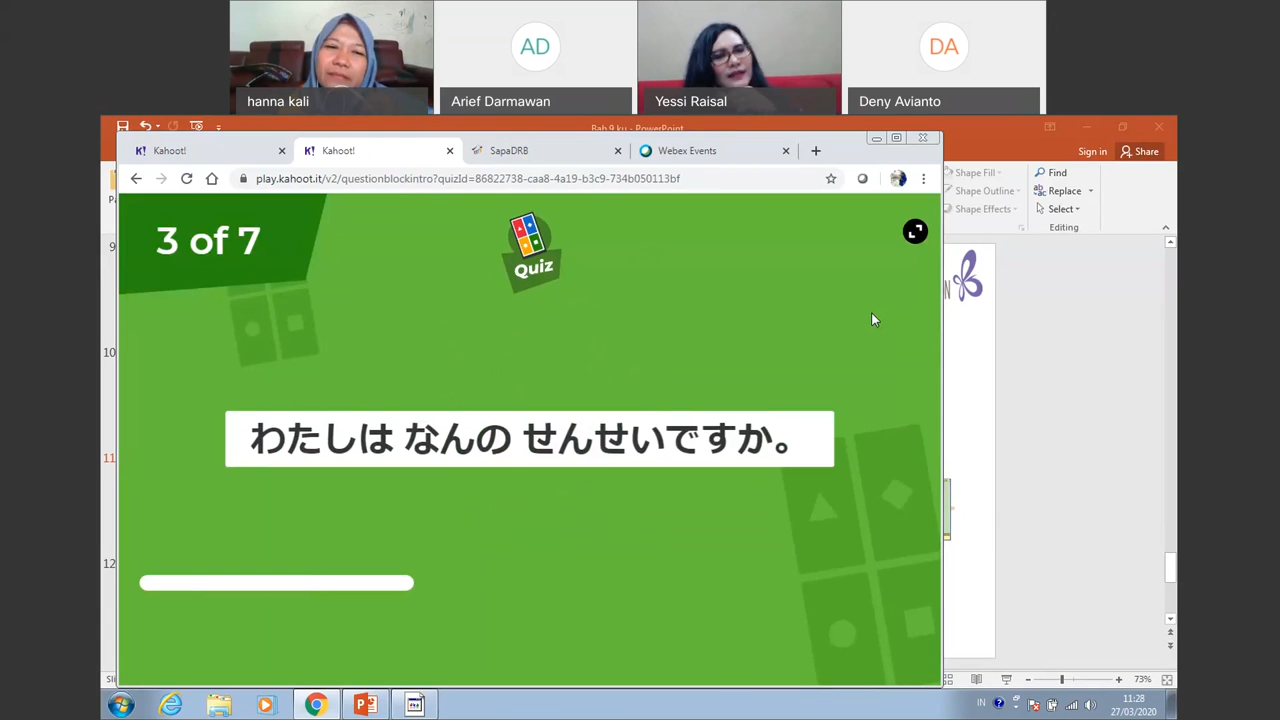 AD
DA
hanna kali
Arief Darmawan
Yessi Raisal
Deny Avianto
Bab 9 ku - PowerPoint
Kahoot!
Kahoot!
SapaDRB
Webex Events
Sign in
Share
play.kahoot.it/v2/questionblockintro?quizId=86822738-caa8-4a19-b3c9-734b050113bf
Shape Fill
Find
Shape Outline
Replace
Shape Effects
Select
Editing
3 of 7
Quiz
わたしは なんの せんせいですか。
10
11
12
73%
IN
11:28
27/03/2020